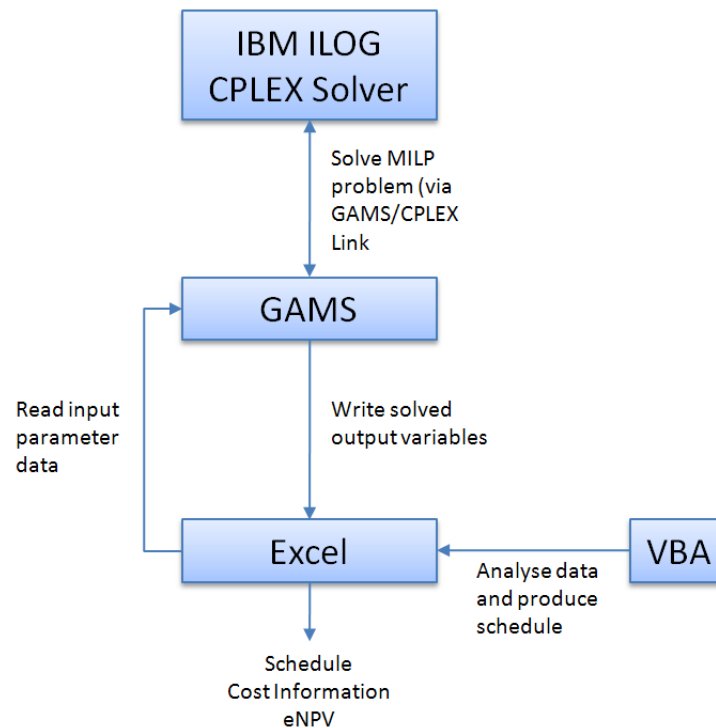 IBM ILOG
CPLEX Solver
Solve MILP
problem (via
GAMS/CPLEX
Link
GAMS
Read input
parameter
data
Write solved
output variables
Excel
VBA
Analyse data
and produce
schedule
Schedule
Cost Information
eNPV